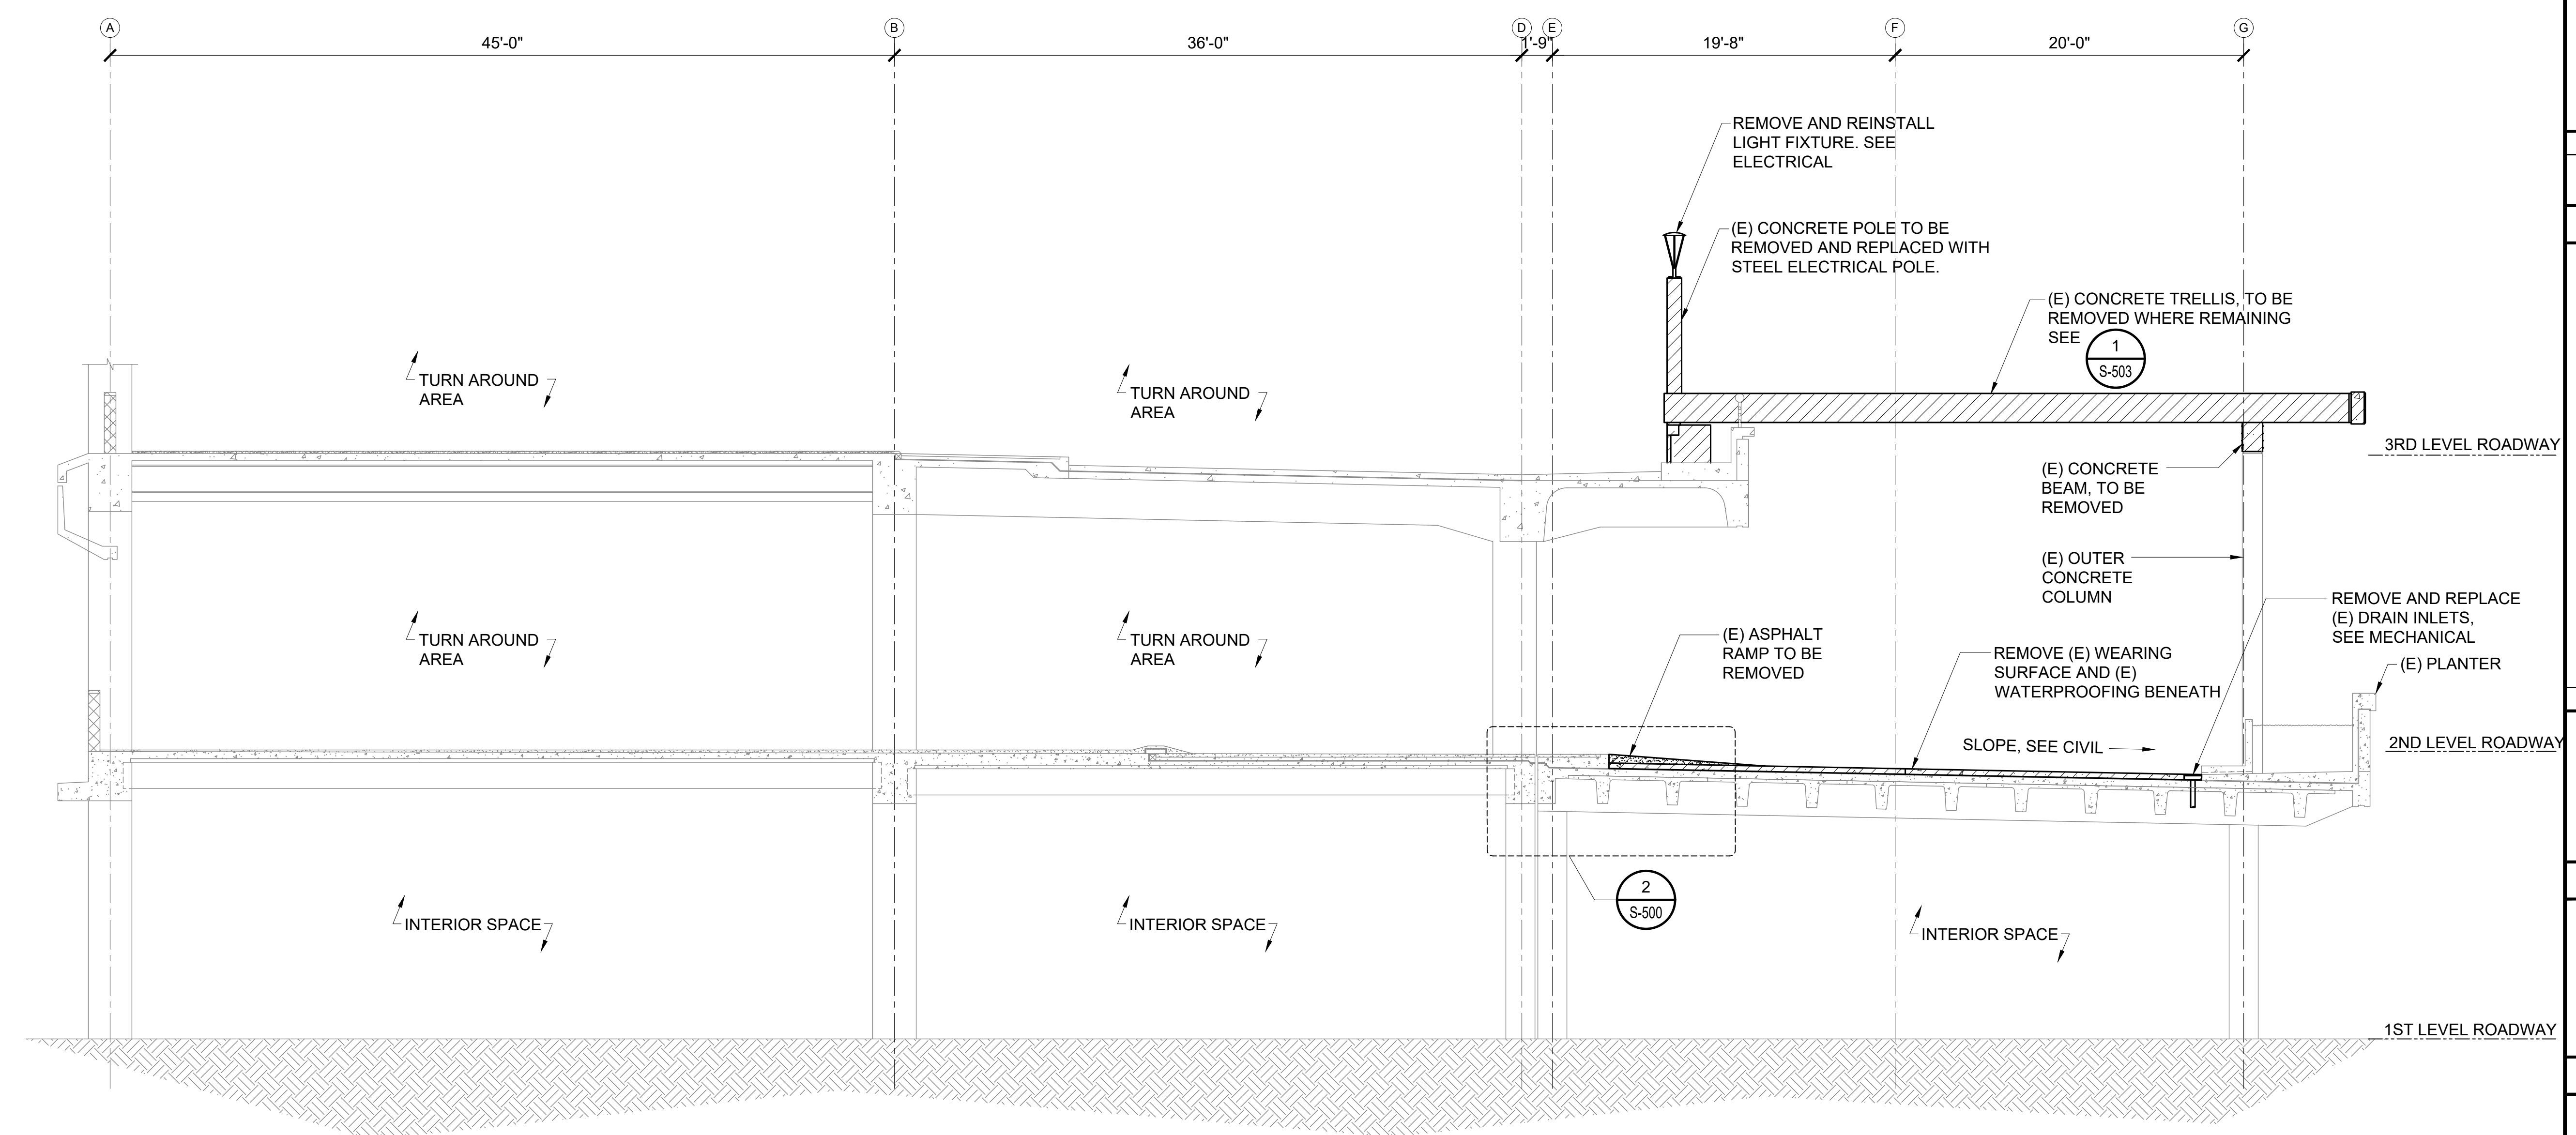 A
B
D
E
F
G
45'-0"
36'-0"
1'-9"
19'-8"
20'-0"
REMOVE AND REINSTALL
LIGHT FIXTURE. SEE
ELECTRICAL
(E) CONCRETE POLE TO BE
REMOVED AND REPLACED WITH
STEEL ELECTRICAL POLE.
(E) CONCRETE TRELLIS, TO BE
REMOVED WHERE REMAINING
SEE
1
S-503
TURN AROUND
AREA
TURN AROUND
AREA
3RD LEVEL ROADWAY
(E) CONCRETE
BEAM, TO BE
REMOVED
(E) OUTER
CONCRETE
COLUMN
REMOVE AND REPLACE
(E) DRAIN INLETS,
SEE MECHANICAL
TURN AROUND
AREA
TURN AROUND
AREA
(E) ASPHALT
RAMP TO BE
REMOVED
REMOVE (E) WEARING
SURFACE AND (E)
WATERPROOFING BENEATH
(E) PLANTER
SLOPE, SEE CIVIL
2ND LEVEL ROADWAY
2
S-500
INTERIOR SPACE
INTERIOR SPACE
INTERIOR SPACE
1ST LEVEL ROADWAY